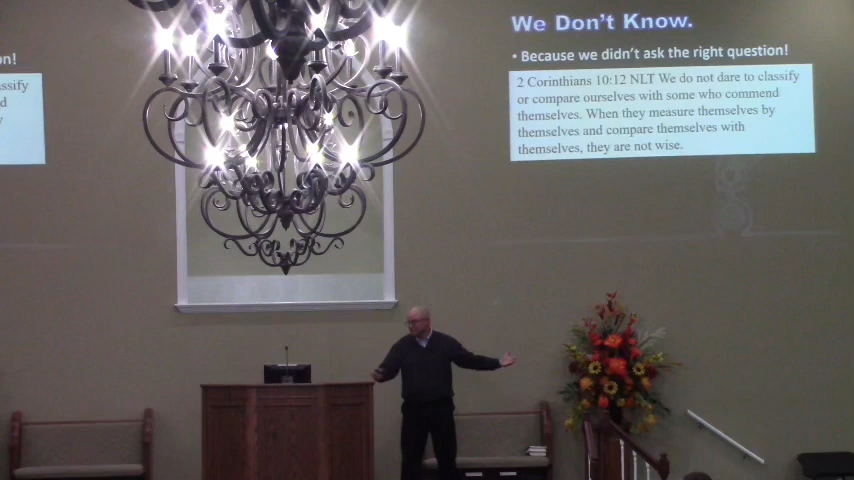 We Don't Know.
• Because we didn't ask the right question!
2 Corinthians 10:12 NLT We do not dare to classify
or compare ourselves with some who commend
themselves. When they measure themselves by
themselves and compare themselves with
themselves, they are not wise.
on!
ssify
d
y